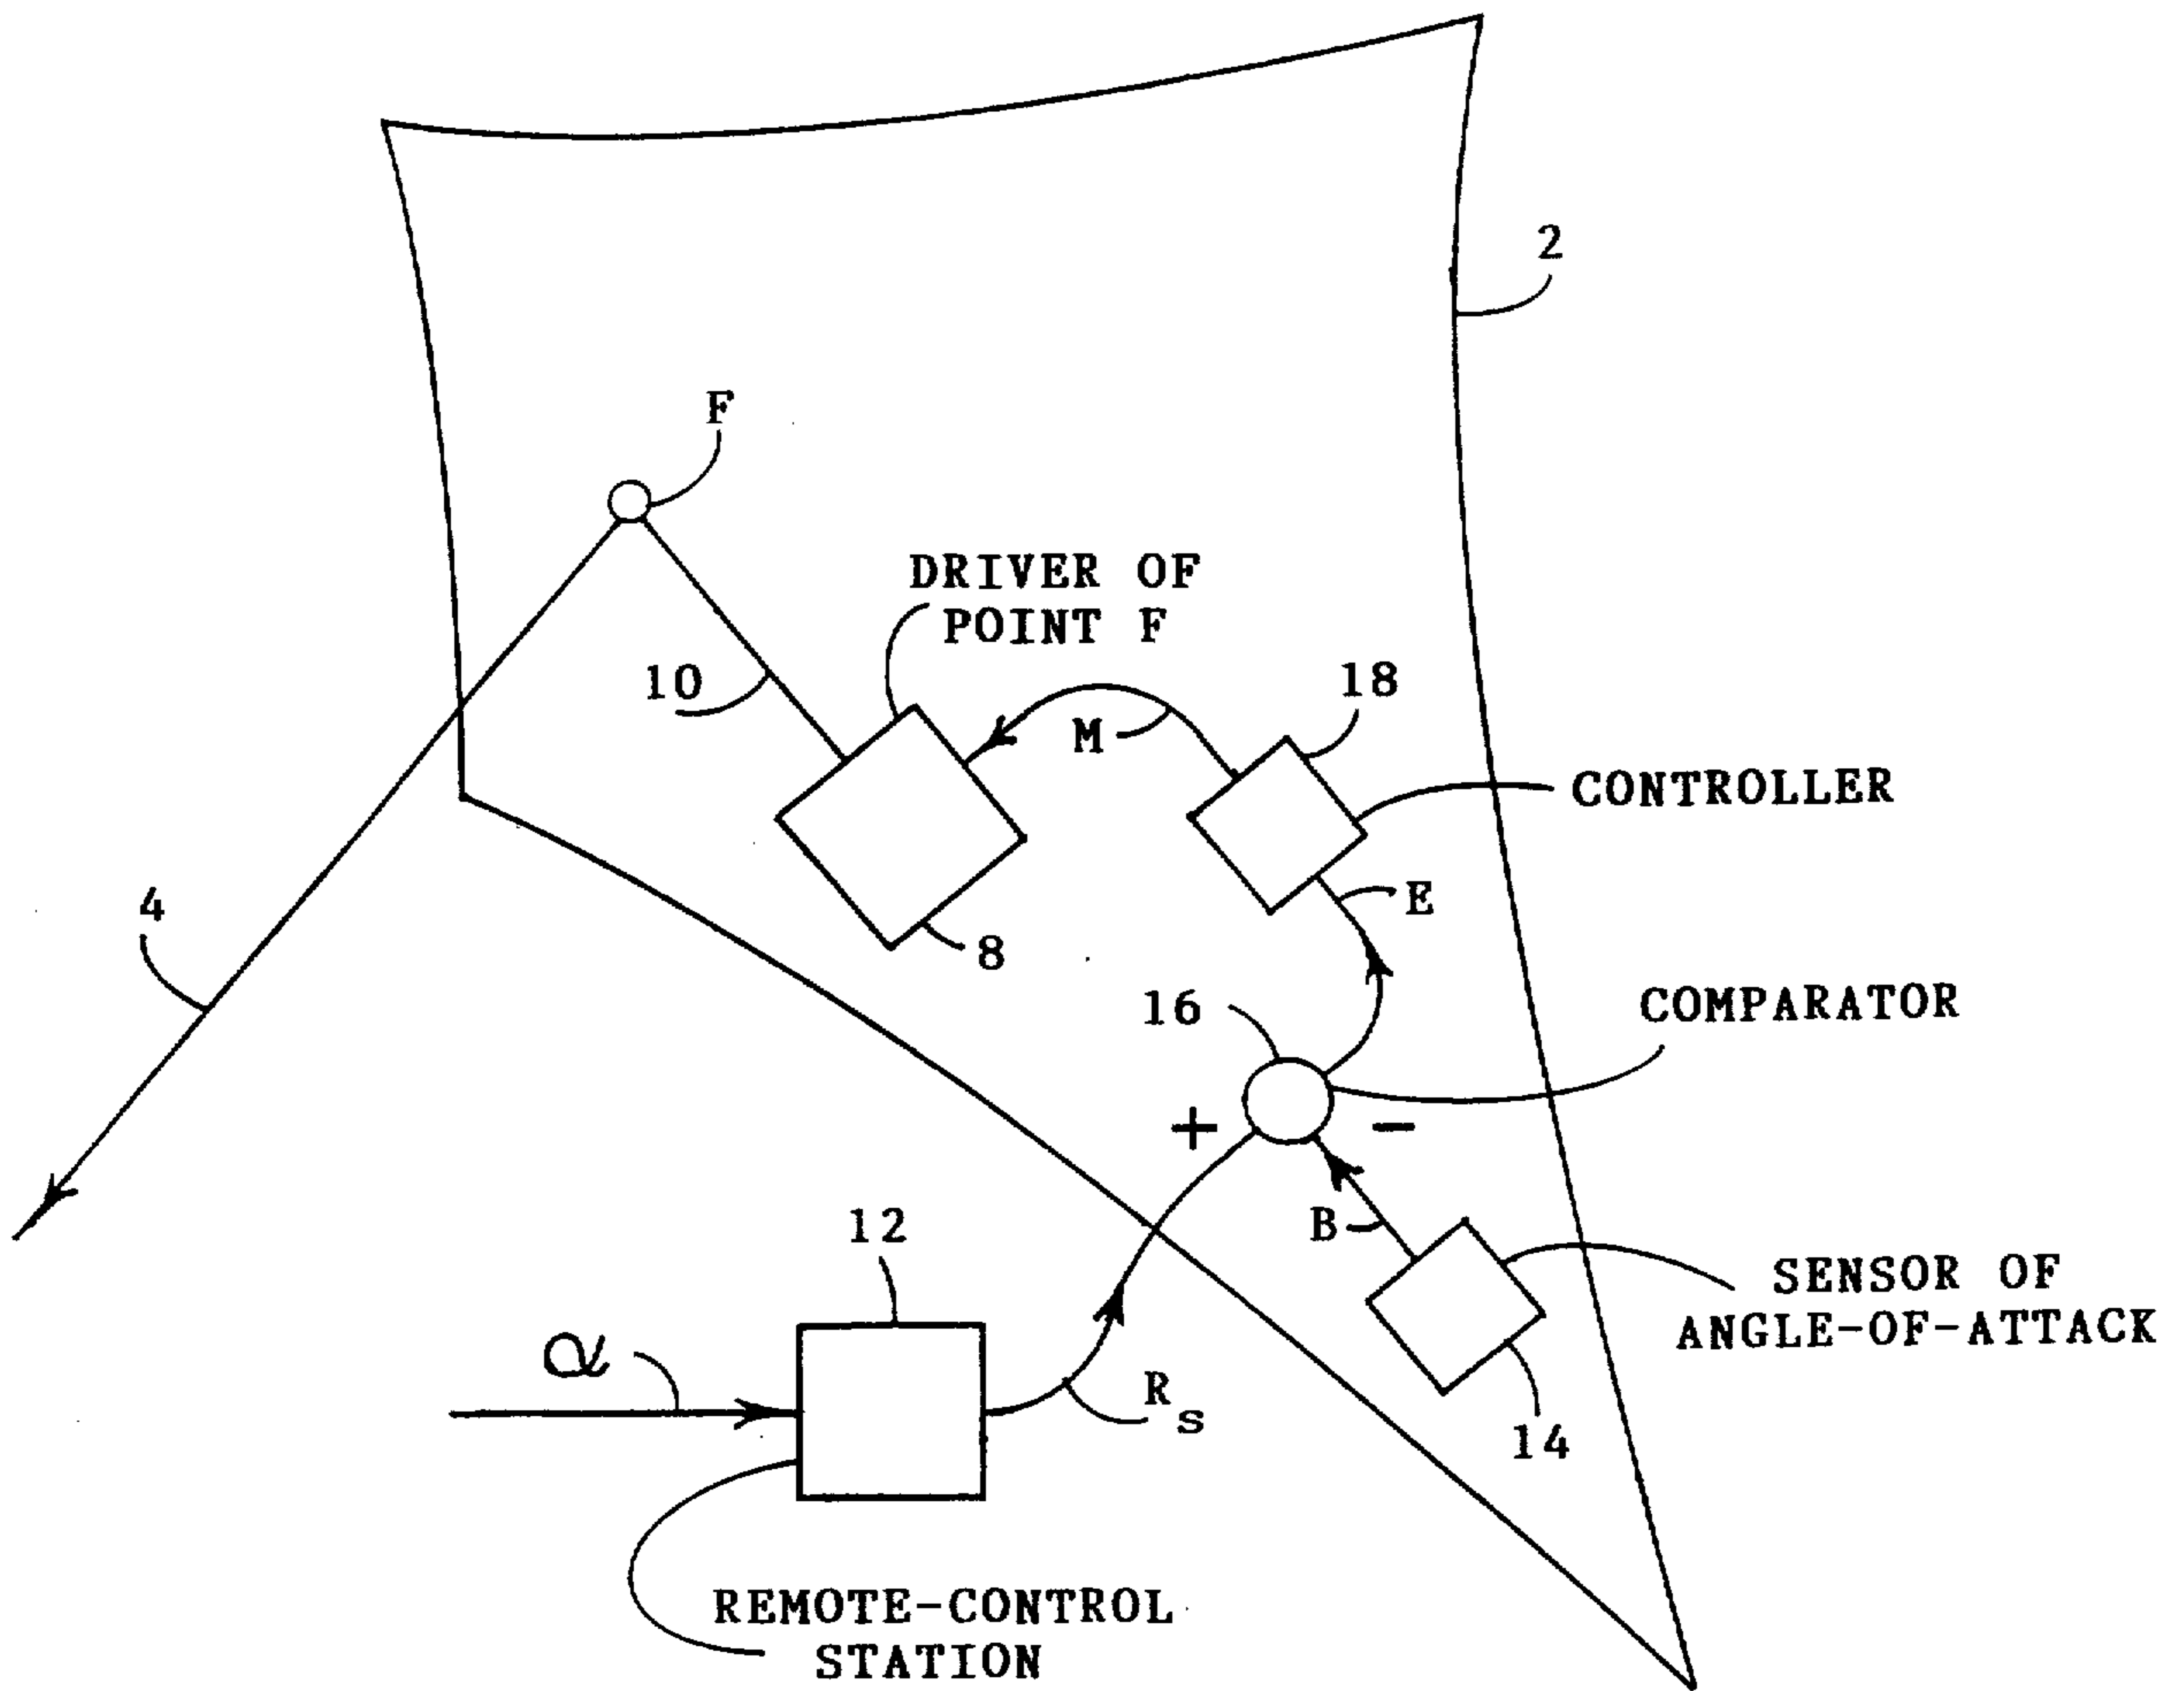 2
F
DRIVER OF
POINT F
10
18
M
CONTROLLER
E
4
8
16
COMPARATOR
+
-
B
12
SENSOR OF
ANGLE-OF-ATTACK
α
R
S
14
REMOTE-CONTROL
STATION